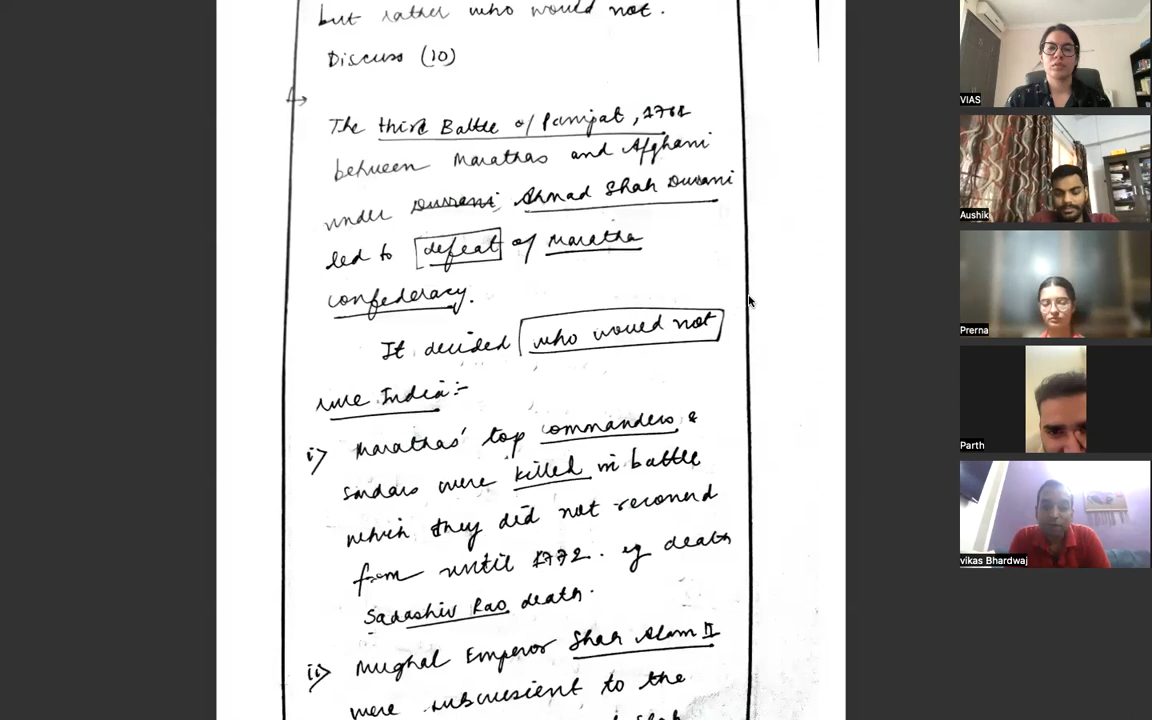 but rather who would not.
Discuss (10)
The third Battle of Panipat, 1761
between Marathas and Afghani
under Durrani Ahmad Shah Durrani
led to defeat of Maratha
confederacy.
It decided who would not
rule India:-
i) Marathas' top commanders &
sardars were killed in battle
which they did not recoverd
from until 1772. eg death
Sadashiv Rao death.
ii) Mughal Emperor Shah Alam II
were subservient to the
Shah
VIAS
Aushik
Prerna
Parth
vikas Bhardwaj